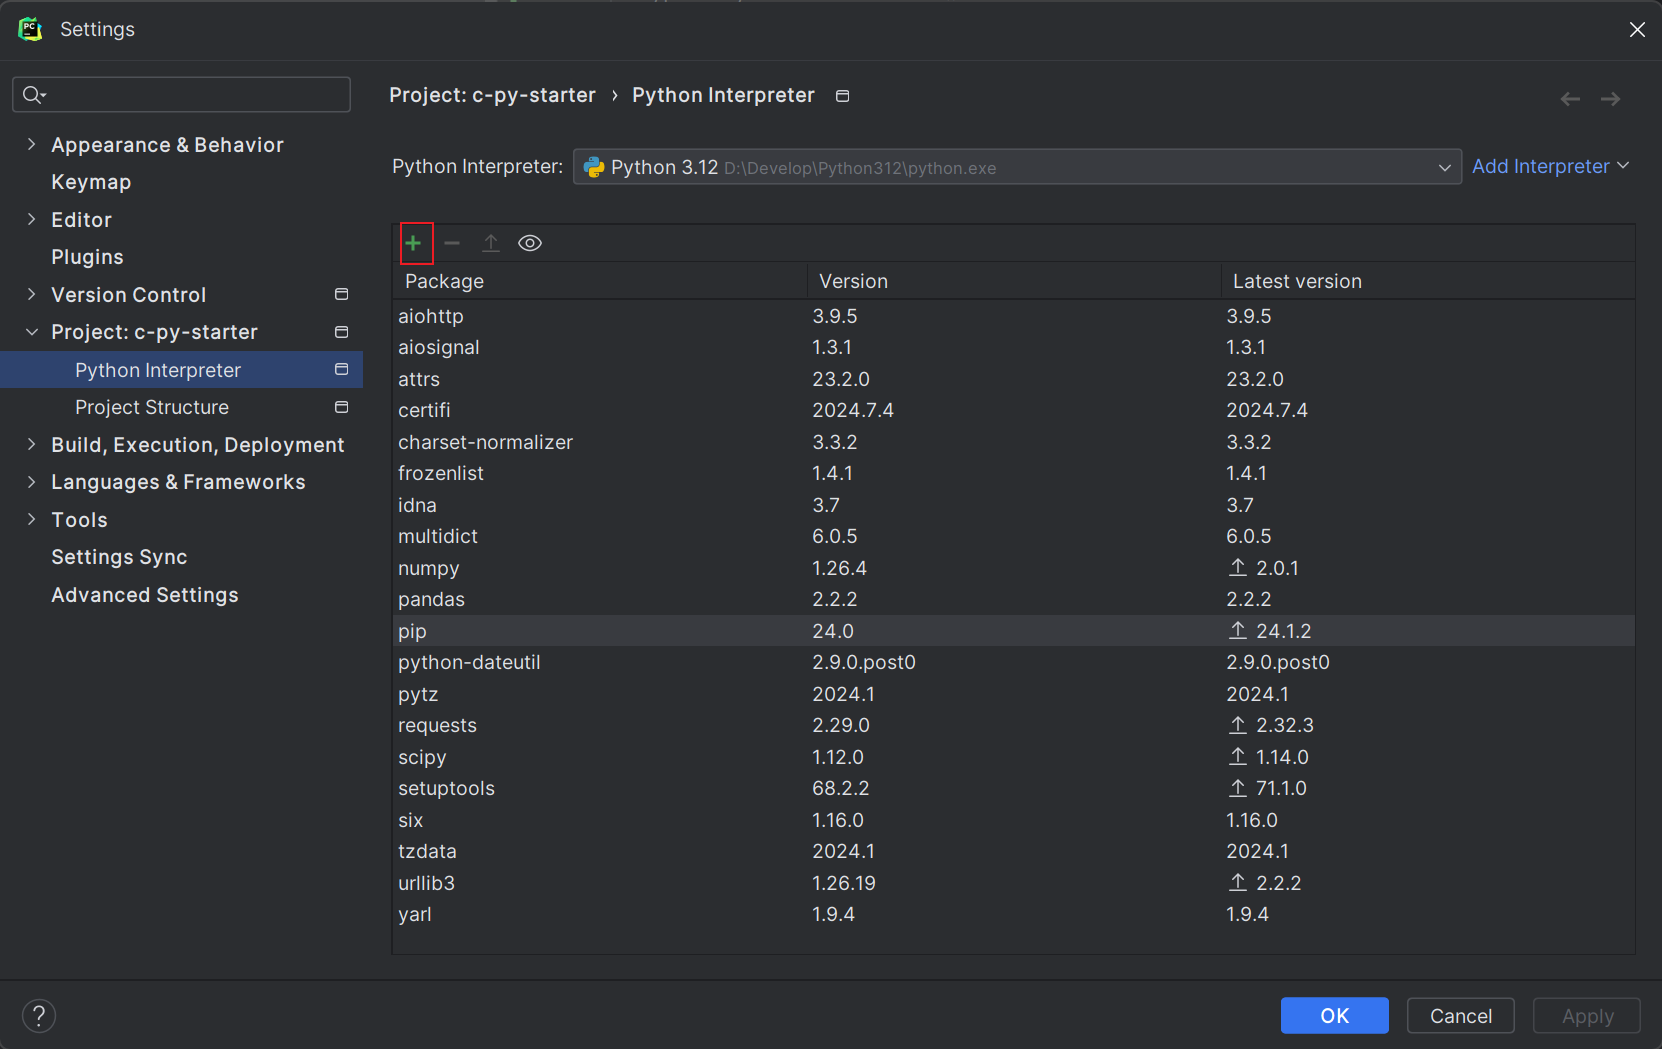 PC
Settings
Project: c-py-starter › Python Interpreter
Appearance & Behavior
Keymap
Editor
Plugins
Version Control
Project: c-py-starter
Python Interpreter
Project Structure
Build, Execution, Deployment
Languages & Frameworks
Tools
Settings Sync
Advanced Settings
Python Interpreter: Python 3.12 D:\Develop\Python312\python.exe Add Interpreter
Package Version Latest version
aiohttp 3.9.5 3.9.5
aiosignal 1.3.1 1.3.1
attrs 23.2.0 23.2.0
certifi 2024.7.4 2024.7.4
charset-normalizer 3.3.2 3.3.2
frozenlist 1.4.1 1.4.1
idna 3.7 3.7
multidict 6.0.5 6.0.5
numpy 1.26.4 2.0.1
pandas 2.2.2 2.2.2
pip 24.0 24.1.2
python-dateutil 2.9.0.post0 2.9.0.post0
pytz 2024.1 2024.1
requests 2.29.0 2.32.3
scipy 1.12.0 1.14.0
setuptools 68.2.2 71.1.0
six 1.16.0 1.16.0
tzdata 2024.1 2024.1
urllib3 1.26.19 2.2.2
yarl 1.9.4 1.9.4
? OK Cancel Apply